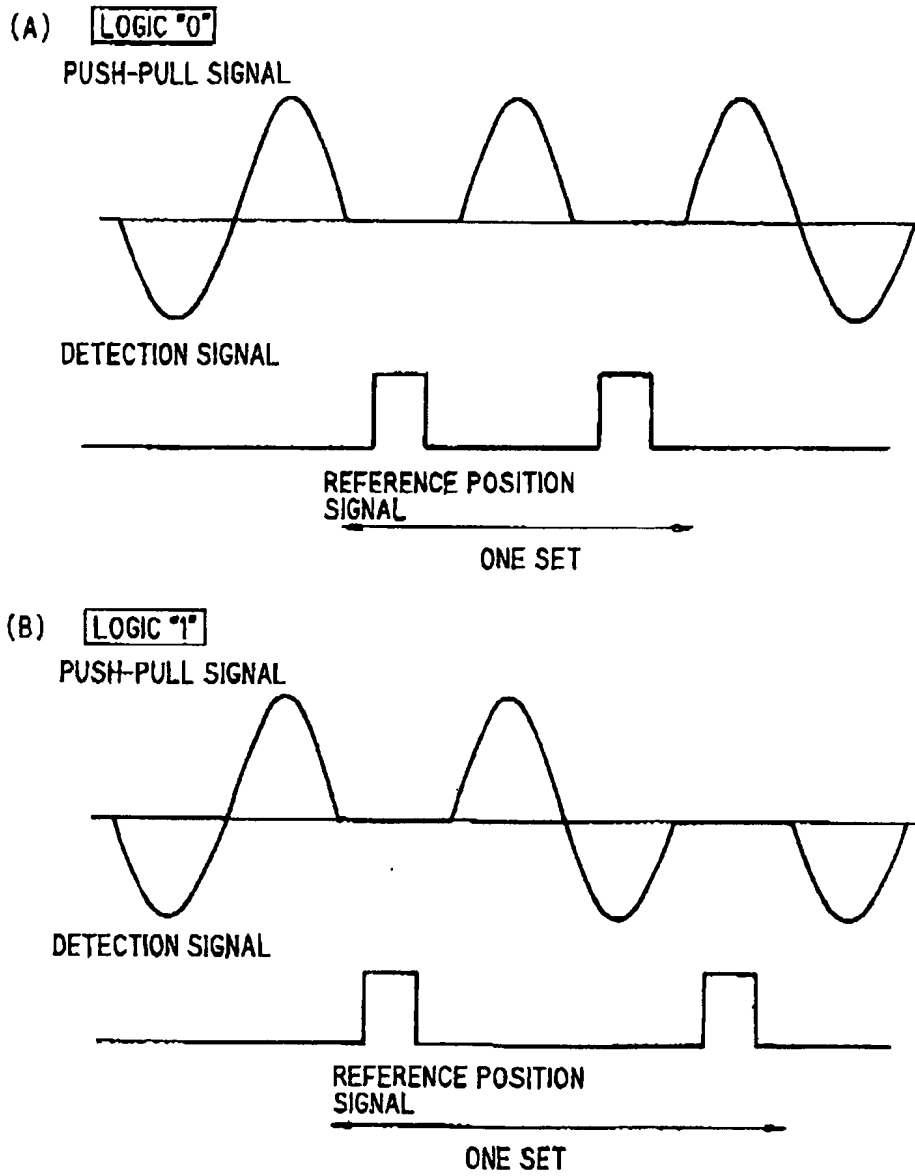 (A) LOGIC "0"
PUSH-PULL SIGNAL
DETECTION SIGNAL
REFERENCE POSITION
SIGNAL
ONE SET
(B) LOGIC "1"
PUSH-PULL SIGNAL
DETECTION SIGNAL
REFERENCE POSITION
SIGNAL
ONE SET